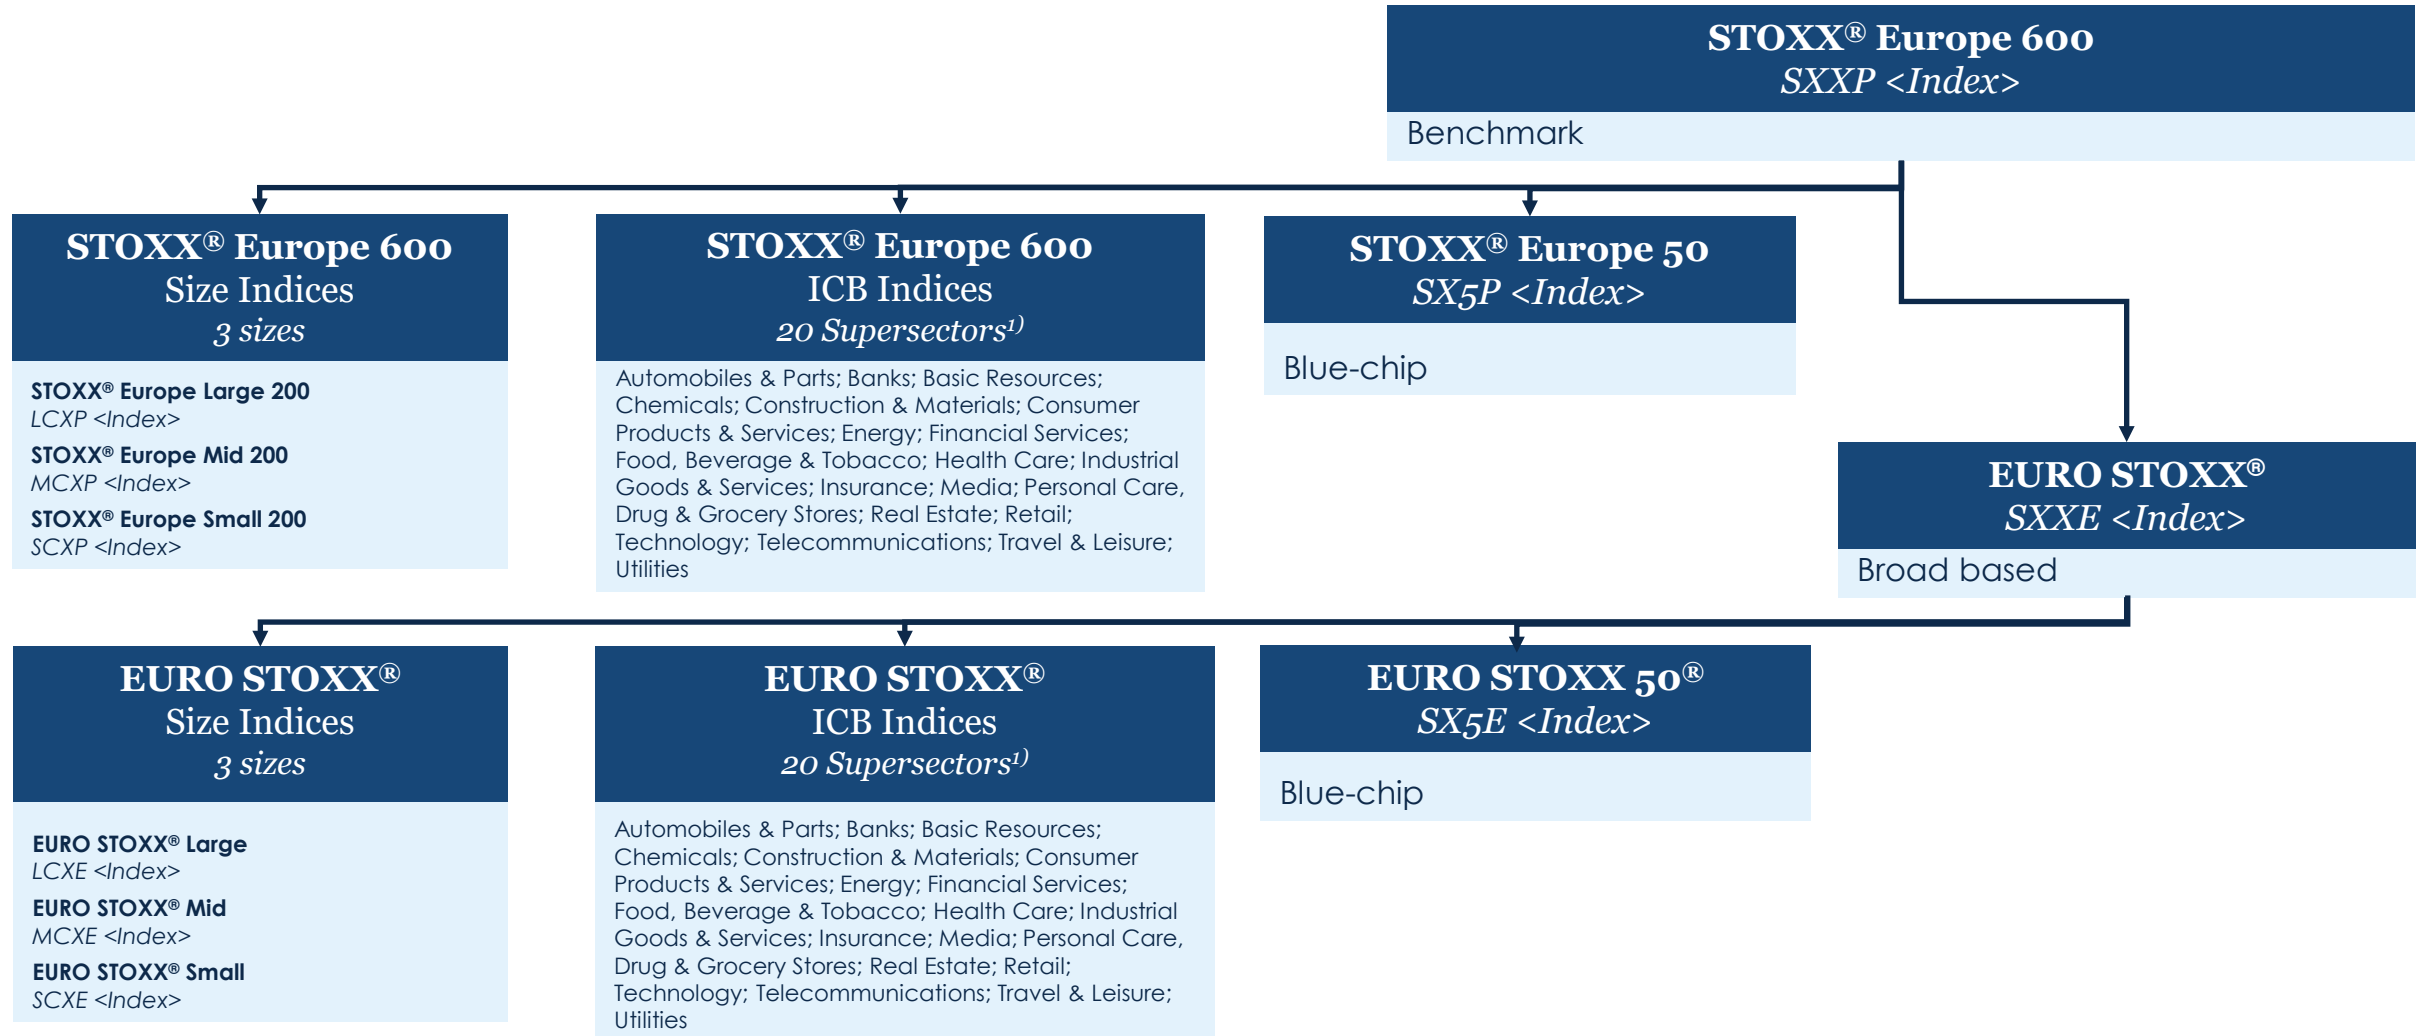 STOXX® Europe 600
SXXP <Index>
Benchmark
STOXX® Europe 600
Size Indices
3 sizes
STOXX® Europe Large 200
LCXP <Index>
STOXX® Europe Mid 200
MCXP <Index>
STOXX® Europe Small 200
SCXP <Index>
STOXX® Europe 600
ICB Indices
20 Supersectors¹⁾
Automobiles & Parts; Banks; Basic Resources;
Chemicals; Construction & Materials; Consumer
Products & Services; Energy; Financial Services;
Food, Beverage & Tobacco; Health Care; Industrial
Goods & Services; Insurance; Media; Personal Care,
Drug & Grocery Stores; Real Estate; Retail;
Technology; Telecommunications; Travel & Leisure;
Utilities
STOXX® Europe 50
SX5P <Index>
Blue-chip
EURO STOXX®
SXXE <Index>
Broad based
EURO STOXX®
Size Indices
3 sizes
EURO STOXX® Large
LCXE <Index>
EURO STOXX® Mid
MCXE <Index>
EURO STOXX® Small
SCXE <Index>
EURO STOXX®
ICB Indices
20 Supersectors¹⁾
Automobiles & Parts; Banks; Basic Resources;
Chemicals; Construction & Materials; Consumer
Products & Services; Energy; Financial Services;
Food, Beverage & Tobacco; Health Care; Industrial
Goods & Services; Insurance; Media; Personal Care,
Drug & Grocery Stores; Real Estate; Retail;
Technology; Telecommunications; Travel & Leisure;
Utilities
EURO STOXX 50®
SX5E <Index>
Blue-chip